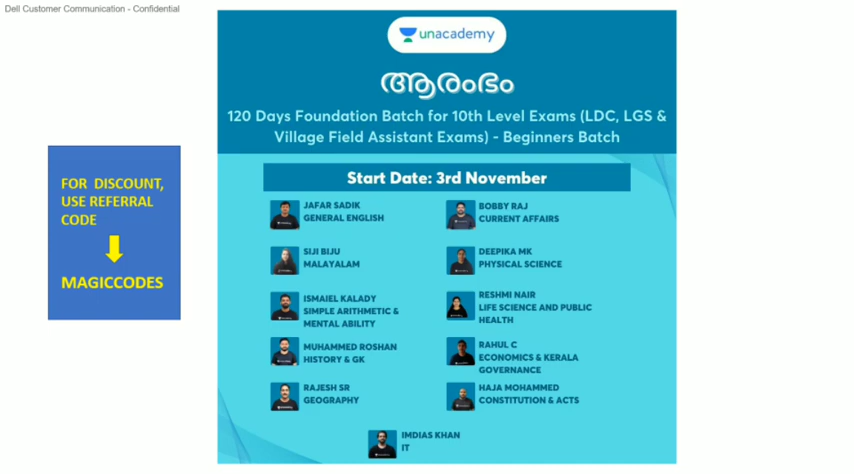 Dell Customer Communication - Confidential
unacademy
ആരംഭം
120 Days Foundation Batch for 10th Level Exams (LDC, LGS &
Village Field Assistant Exams) - Beginners Batch
Start Date: 3rd November
FOR DISCOUNT,
USE REFERRAL
CODE
MAGICCODES
JAFAR SADIK
GENERAL ENGLISH
BOBBY RAJ
CURRENT AFFAIRS
SIJI BIJU
MALAYALAM
DEEPIKA MK
PHYSICAL SCIENCE
ISMAIEL KALADY
SIMPLE ARITHMETIC &
MENTAL ABILITY
RESHMI NAIR
LIFE SCIENCE AND PUBLIC
HEALTH
MUHAMMED ROSHAN
HISTORY & GK
RAHUL C
ECONOMICS & KERALA
GOVERNANCE
RAJESH SR
GEOGRAPHY
HAJA MOHAMMED
CONSTITUTION & ACTS
IMDIAS KHAN
IT